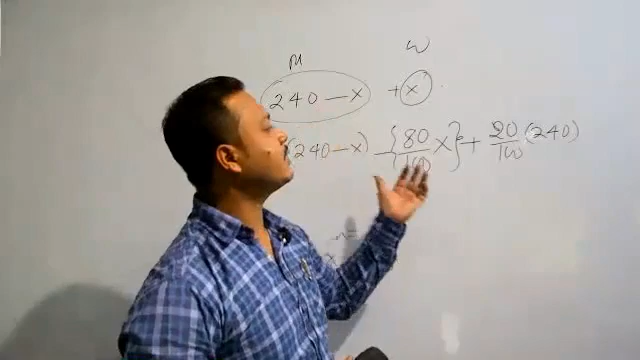 M W
240 — x + x
(240 — x) — {80/100 x} + 20/100 (240)
x